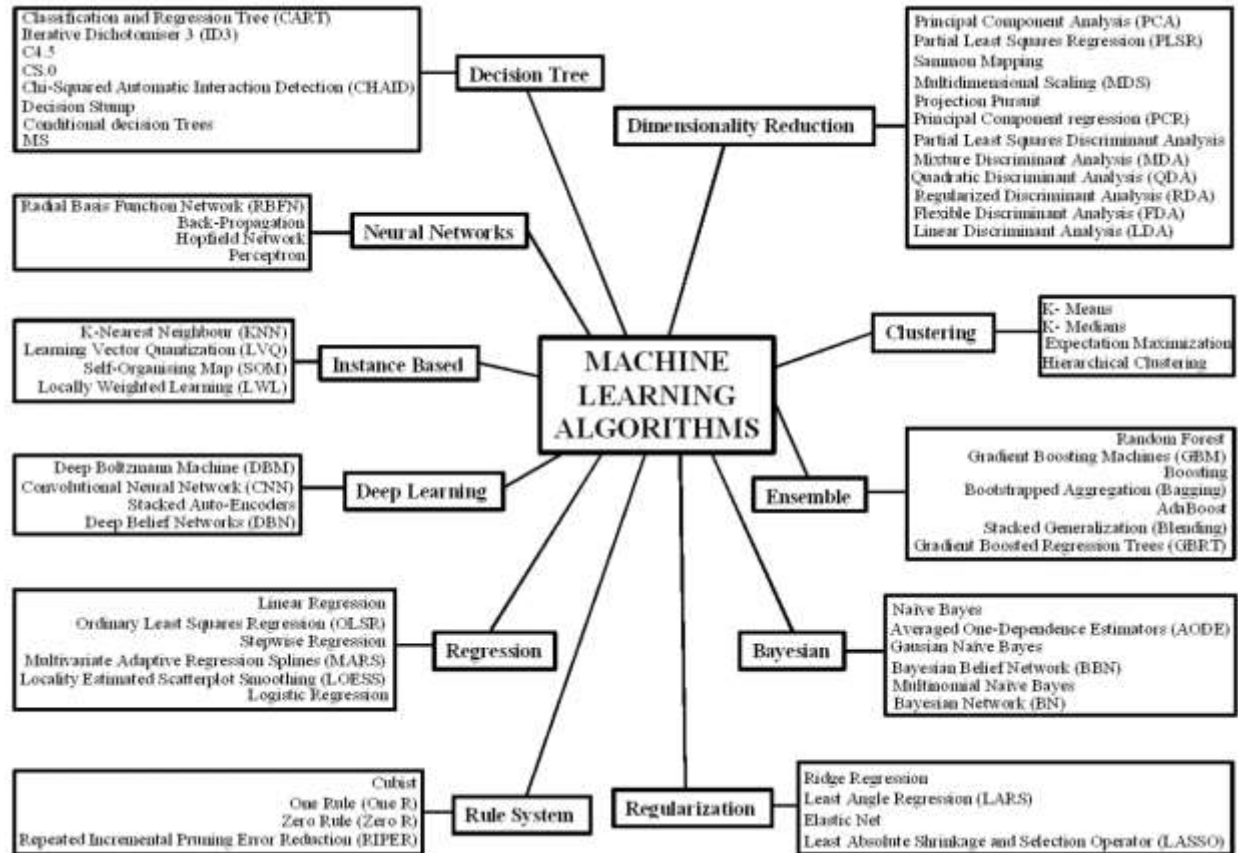 Classification and Regression Tree (CART)
Iterative Dichotomiser 3 (ID3)
C4.5
CS.0
Chi-Squared Automatic Interaction Detection (CHAID)
Decision Stump
Conditional decision Trees
MS
Decision Tree
Principal Component Analysis (PCA)
Partial Least Squares Regression (PLSR)
Sammon Mapping
Multidimensional Scaling (MDS)
Projection Pursuit
Principal Component regression (PCR)
Partial Least Squares Discriminant Analysis
Mixture Discriminant Analysis (MDA)
Quadratic Discriminant Analysis (QDA)
Regularized Discriminant Analysis (RDA)
Flexible Discriminant Analysis (FDA)
Linear Discriminant Analysis (LDA)
Dimensionality Reduction
Radial Basis Function Network (RBFN)
Back-Propagation
Hopfield Network
Perceptron
Neural Networks
K-Nearest Neighbour (KNN)
Learning Vector Quantization (LVQ)
Self-Organising Map (SOM)
Locally Weighted Learning (LWL)
Instance Based
MACHINE
LEARNING
ALGORITHMS
Clustering
K- Means
K- Medians
Expectation Maximization
Hierarchical Clustering
Deep Boltzmann Machine (DBM)
Convolutional Neural Network (CNN)
Stacked Auto-Encoders
Deep Belief Networks (DBN)
Deep Learning
Ensemble
Random Forest
Gradient Boosting Machines (GBM)
Boosting
Bootstrapped Aggregation (Bagging)
AdaBoost
Stacked Generalization (Blending)
Gradient Boosted Regression Trees (GBRT)
Linear Regression
Ordinary Least Squares Regression (OLSR)
Stepwise Regression
Multivariate Adaptive Regression Splines (MARS)
Locality Estimated Scatterplot Smoothing (LOESS)
Logistic Regression
Regression
Bayesian
Naïve Bayes
Averaged One-Dependence Estimators (AODE)
Gausian Naïve Bayes
Bayesian Belief Network (BBN)
Multinomial Naïve Bayes
Bayesian Network (BN)
Cubist
One Rule (One R)
Zero Rule (Zero R)
Repeated Incremental Pruning Error Reduction (RIPER)
Rule System
Regularization
Ridge Regression
Least Angle Regression (LARS)
Elastic Net
Least Absolute Shrinkage and Selection Operator (LASSO)